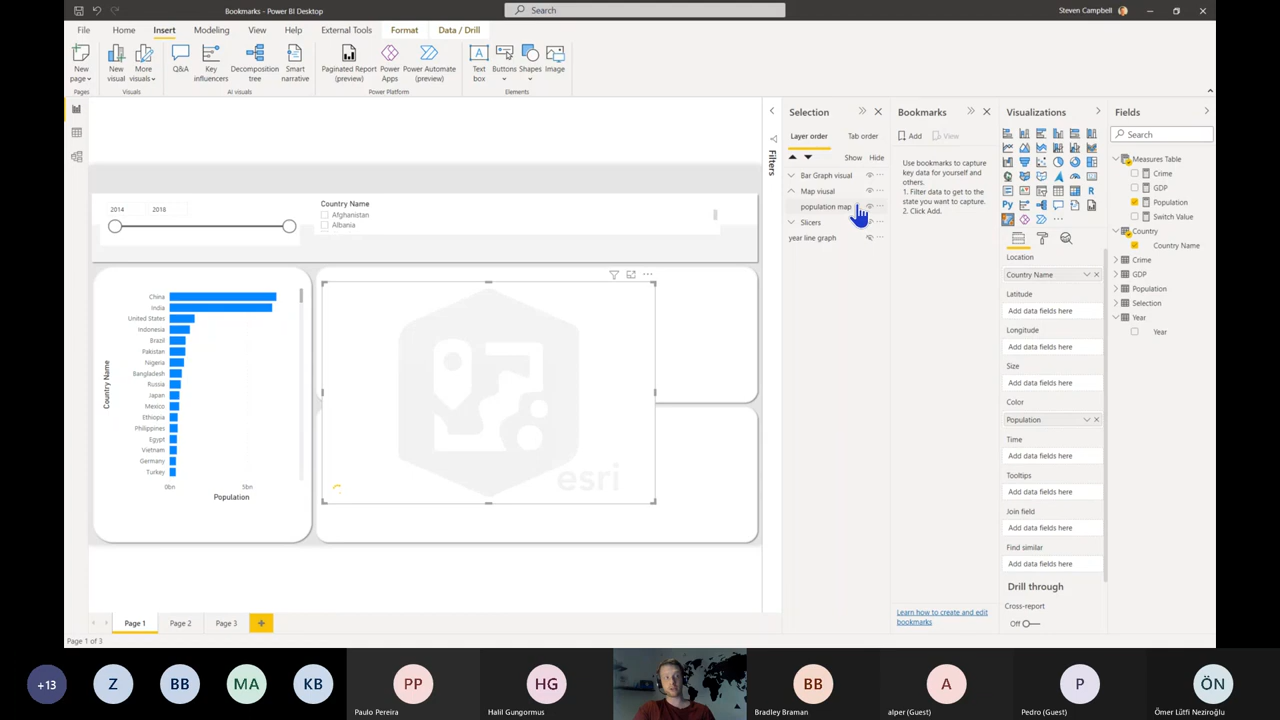 Bookmarks - Power BI Desktop
Search
Steven Campbell
File
Home
Insert
Modeling
View
Help
External Tools
Format
Data / Drill
New page
New visual
More visuals
Q&A
Key influencers
Decomposition tree
Smart narrative
Paginated Report (preview)
Power Apps
Power Automate (preview)
Text box
Buttons
Shapes
Image
Pages
Visuals
AI visuals
Power Platform
Elements
2014
2018
Country Name
Afghanistan
Albania
China
India
United States
Indonesia
Brazil
Pakistan
Nigeria
Bangladesh
Russia
Japan
Mexico
Ethiopia
Philippines
Egypt
Vietnam
Germany
Turkey
Country Name
0bn
5bn
Population
esri
Filters
Selection
Layer order
Tab order
Show
Hide
Bar Graph visual
Map viusal
population map
Slicers
year line graph
Bookmarks
Add
View
Use bookmarks to capture
key data for yourself and
others.
1. Filter data to get to the
state you want to capture.
2. Click Add.
Learn how to create and edit
bookmarks
Visualizations
Location
Country Name
Latitude
Add data fields here
Longitude
Add data fields here
Size
Add data fields here
Color
Population
Time
Add data fields here
Tooltips
Add data fields here
Join field
Add data fields here
Find similar
Add data fields here
Drill through
Cross-report
Off
Fields
Search
Measures Table
Crime
GDP
Population
Switch Value
Country
Country Name
Crime
GDP
Population
Selection
Year
Year
Page 1
Page 2
Page 3
Page 1 of 3
+13
Z
BB
MA
KB
PP
Paulo Pereira
HG
Halil Gungormus
BB
Bradley Braman
A
alper (Guest)
P
Pedro (Guest)
ÖN
Ömer Lütfi Neziroğlu